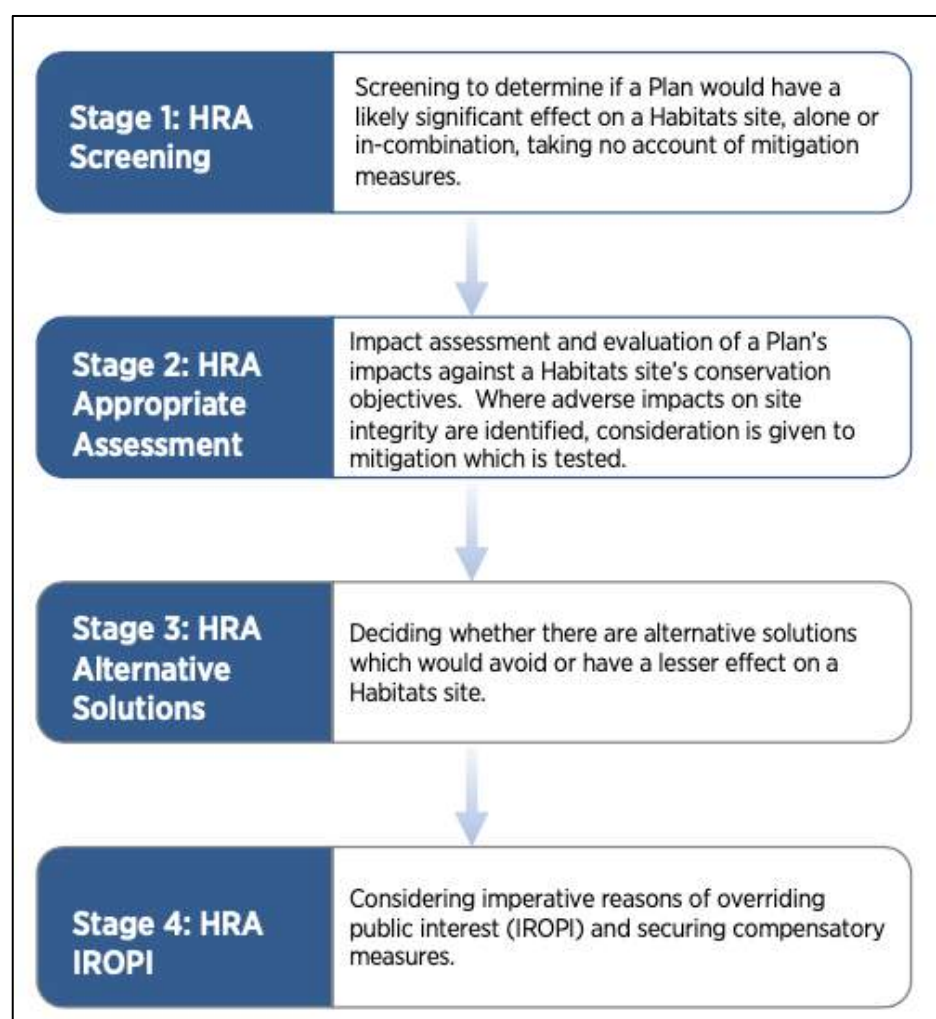 Stage 1: HRA
Screening
Screening to determine if a Plan would have a
likely significant effect on a Habitats site, alone or
in-combination, taking no account of mitigation
measures.
Stage 2: HRA
Appropriate
Assessment
Impact assessment and evaluation of a Plan's
impacts against a Habitats site's conservation
objectives. Where adverse impacts on site
integrity are identified, consideration is given to
mitigation which is tested.
Stage 3: HRA
Alternative
Solutions
Deciding whether there are alternative solutions
which would avoid or have a lesser effect on a
Habitats site.
Stage 4: HRA
IROPI
Considering imperative reasons of overriding
public interest (IROPI) and securing compensatory
measures.